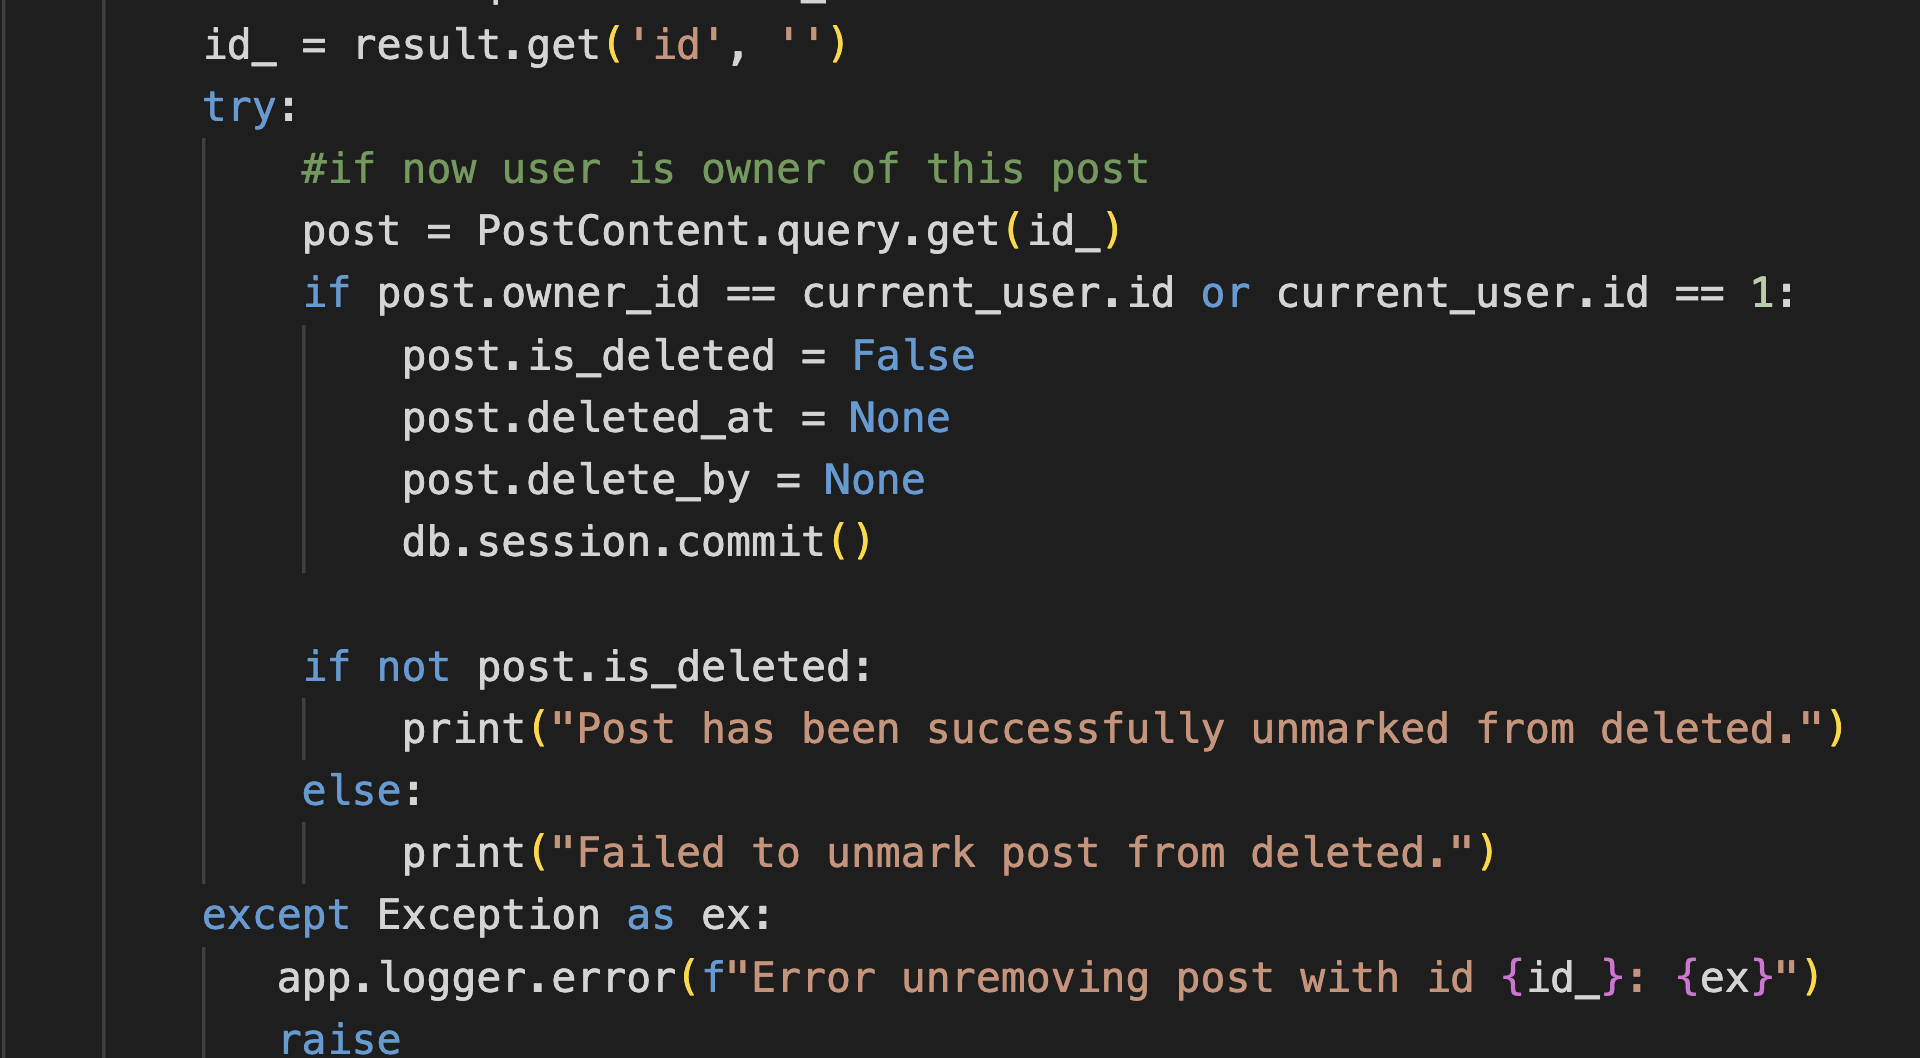 id_ = result.get('id', '')
try:
#if now user is owner of this post
post = PostContent.query.get(id_)
if post.owner_id == current_user.id or current_user.id == 1:
post.is_deleted = False
post.deleted_at = None
post.delete_by = None
db.session.commit()
if not post.is_deleted:
print("Post has been successfully unmarked from deleted.")
else:
print("Failed to unmark post from deleted.")
except Exception as ex:
app.logger.error(f"Error unremoving post with id {id_}: {ex}")
raise